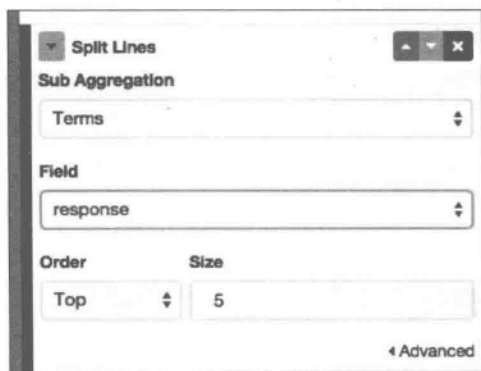 Split Lines
Sub Aggregation
Terms
Field
response
Order Size
Top 5
Advanced